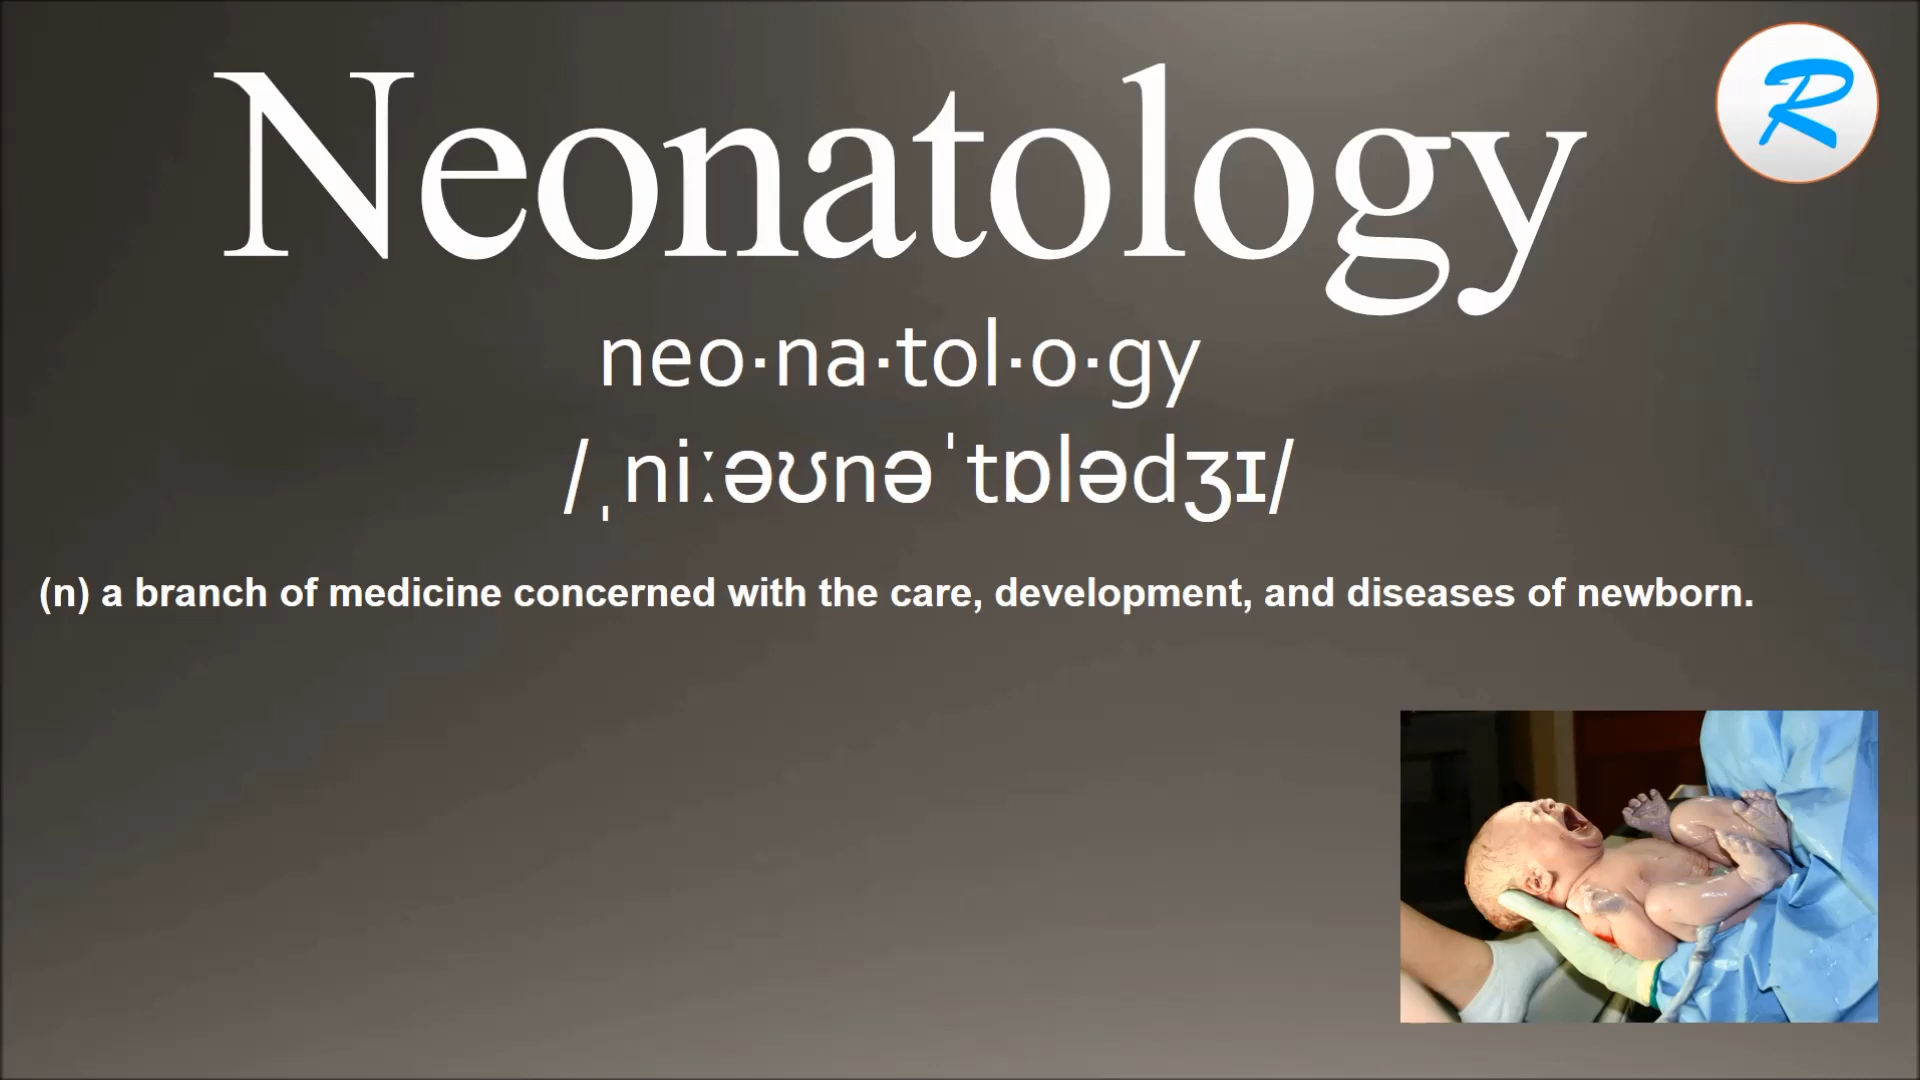 Neonatology
R
neo·na·tol·o·gy
/ˌniːəʊnəˈtɒlədʒɪ/
(n) a branch of medicine concerned with the care, development, and diseases of newborn.